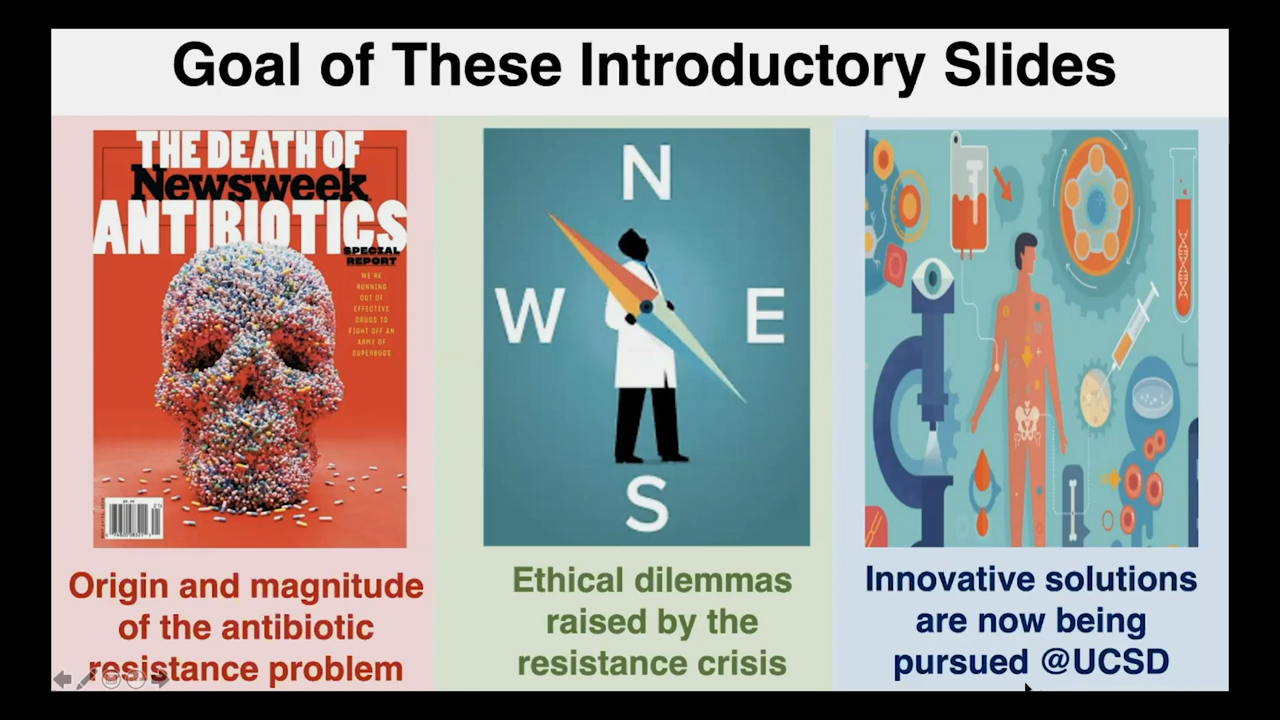 Goal of These Introductory Slides
THE DEATH OF
Newsweek
ANTIBIOTICS
SPECIAL
REPORT
WE'RE
RUNNING
OUT OF
EFFECTIVE
DRUGS TO
FIGHT OFF AN
ARMY OF
SUPERBUGS
N
W
E
S
Origin and magnitude
of the antibiotic
resistance problem
Ethical dilemmas
raised by the
resistance crisis
Innovative solutions
are now being
pursued @UCSD